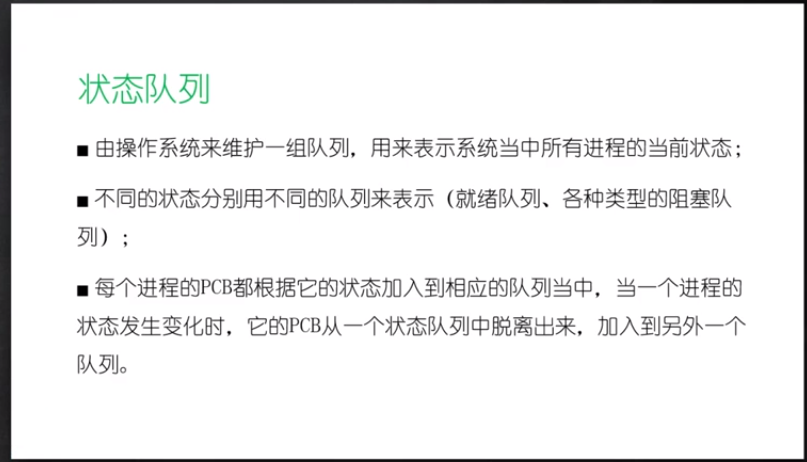 状态队列
■ 由操作系统来维护一组队列，用来表示系统当中所有进程的当前状态；
■ 不同的状态分别用不同的队列来表示（就绪队列、各种类型的阻塞队
列）；
■ 每个进程的PCB都根据它的状态加入到相应的队列当中，当一个进程的
状态发生变化时，它的PCB从一个状态队列中脱离出来，加入到另外一个
队列。